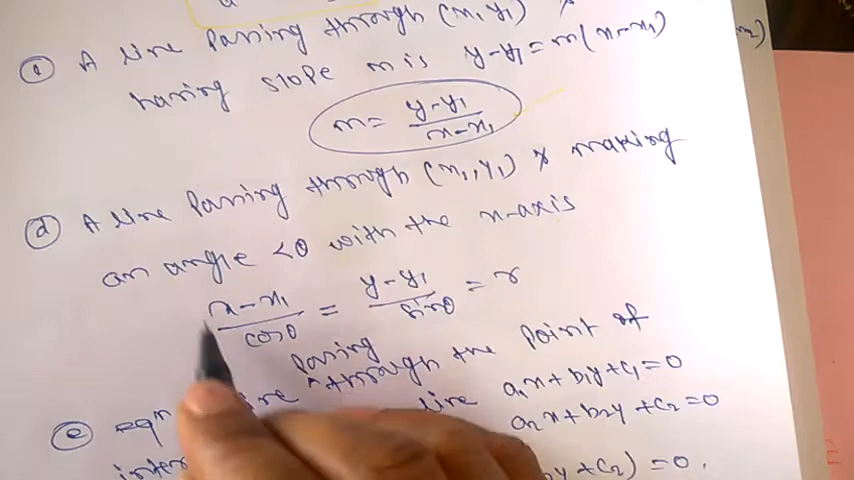 (c) A line Passing through (x1, y1) &
having slope m is y-y1 = m(x-x1)
m = y-y1 / x-x1
(d) A line Passing through (x1, y1) & making
an angle <θ with the x-axis
x-x1 / cosθ = y-y1 / sinθ = r
Passing
(e) eqn line ^ through the Point of
inter line a1x+b1y+c1=0
a2x+b2y+c2=0
y+c2)=0.